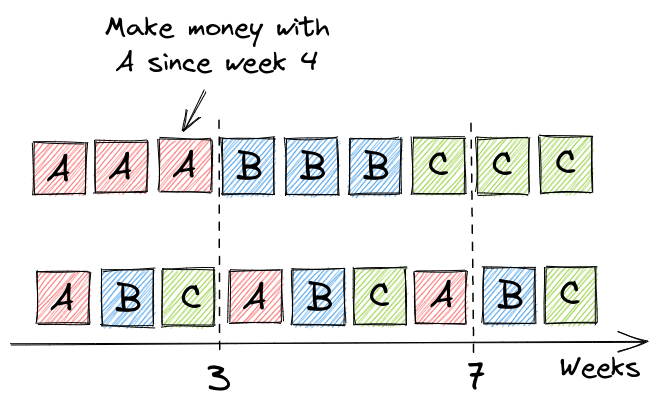 Make money with
A since week 4
A A A B B B C C C
A B C A B C A B C
Weeks
3 7